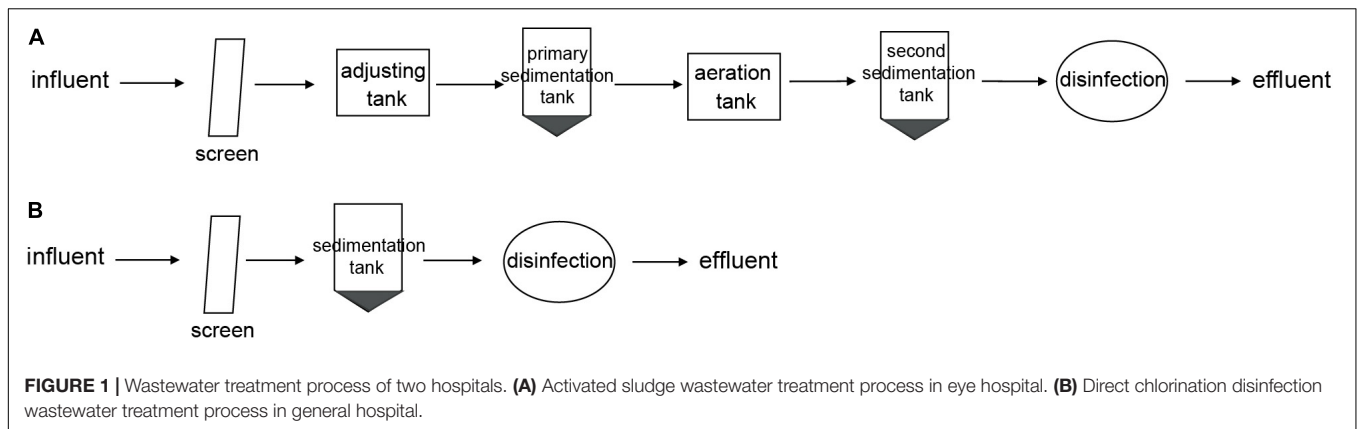 A
influent
screen
adjusting
tank
primary
sedimentation
tank
aeration
tank
second
sedimentation
tank
disinfection
effluent
B
influent
screen
sedimentation
tank
disinfection
effluent
FIGURE 1 | Wastewater treatment process of two hospitals. (A) Activated sludge wastewater treatment process in eye hospital. (B) Direct chlorination disinfection
wastewater treatment process in general hospital.